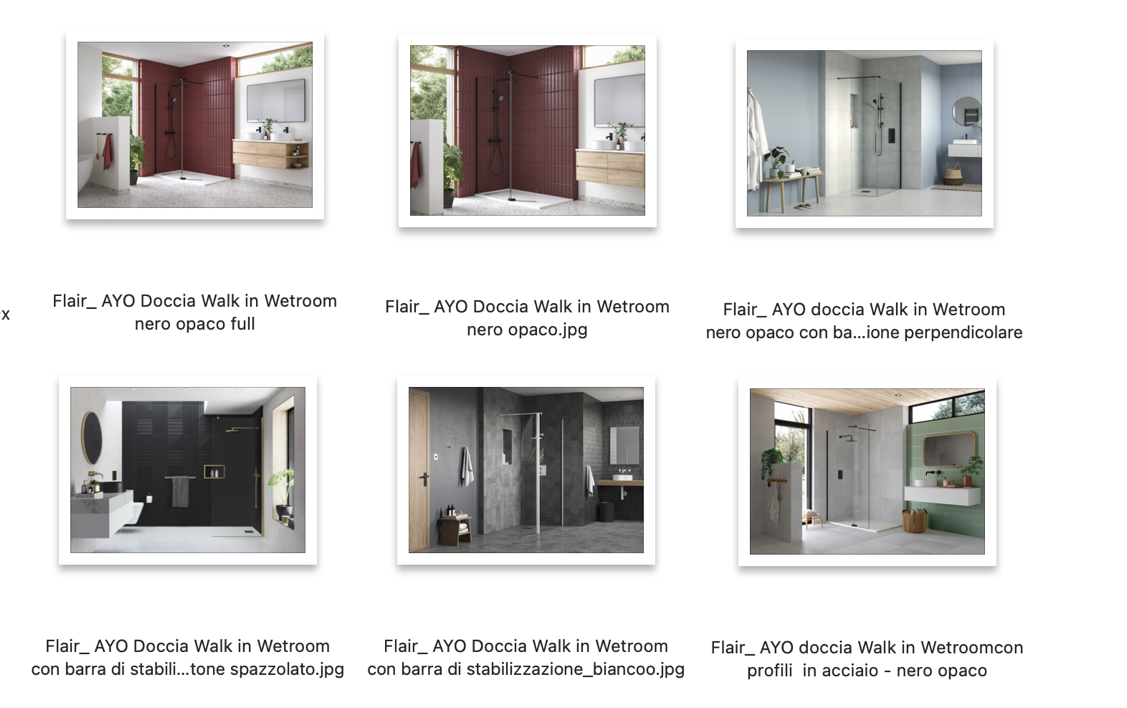 Flair_ AYO Doccia Walk in Wetroom
nero opaco full
Flair_ AYO Doccia Walk in Wetroom
nero opaco.jpg
Flair_ AYO doccia Walk in Wetroom
nero opaco con ba...ione perpendicolare
x
Flair_ AYO Doccia Walk in Wetroom
con barra di stabili...tone spazzolato.jpg
Flair_ AYO Doccia Walk in Wetroom
con barra di stabilizzazione_biancoo.jpg
Flair_ AYO doccia Walk in Wetroomcon
profili  in acciaio - nero opaco